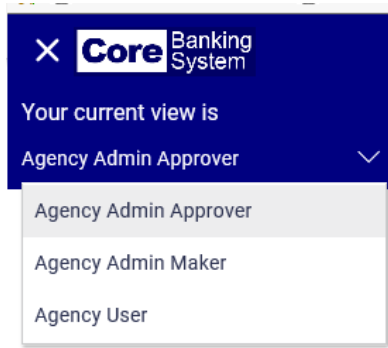 Core Banking
System
Your current view is
Agency Admin Approver
Agency Admin Approver
Agency Admin Maker
Agency User